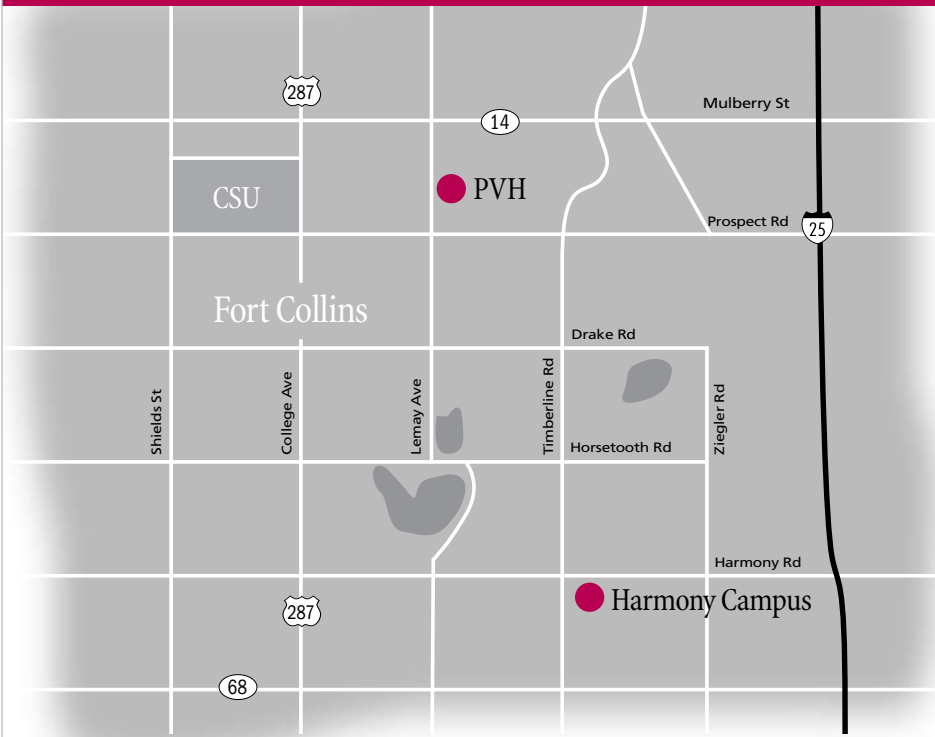 287
Mulberry St
14
CSU
PVH
Prospect Rd
25
Fort Collins
Drake Rd
Shields St
College Ave
Lemay Ave
Timberline Rd
Ziegler Rd
Horsetooth Rd
Harmony Rd
Harmony Campus
287
68